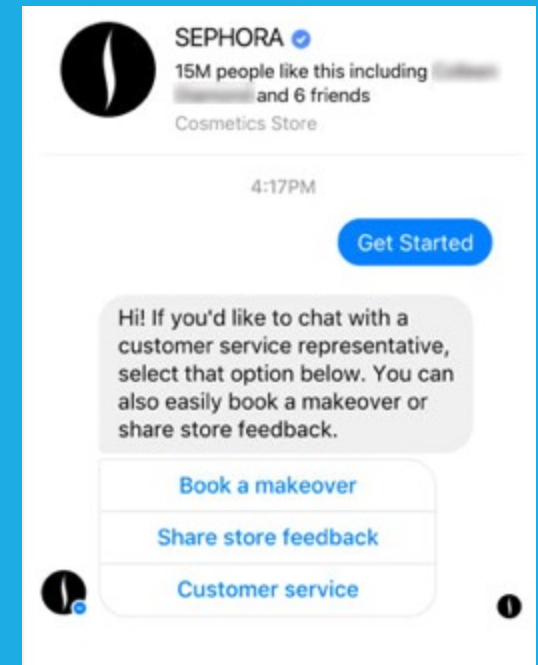 SEPHORA
15M people like this including
and 6 friends
Cosmetics Store
4:17PM
Get Started
Hi! If you'd like to chat with a
customer service representative,
select that option below. You can
also easily book a makeover or
share store feedback.
Book a makeover
Share store feedback
Customer service